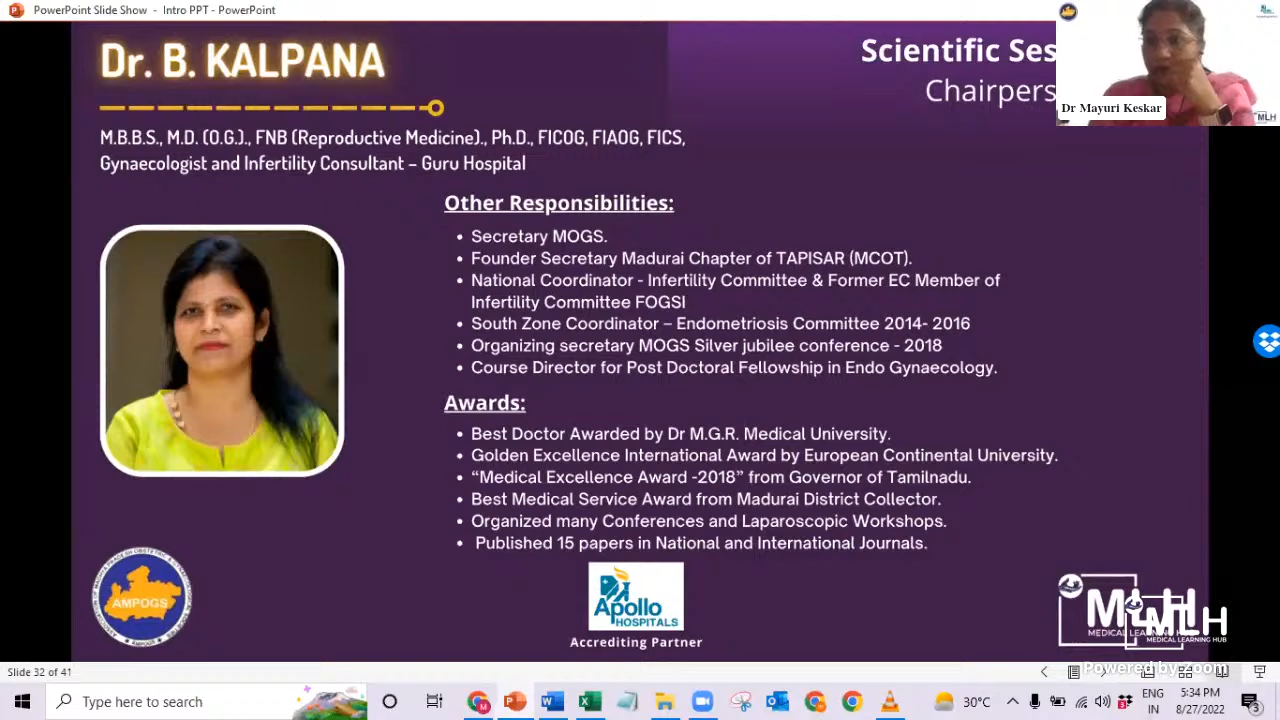 PowerPoint Slide Show - Intro PPT - PowerPoint
Dr. B. KALPANA
Scientific Ses
Chairpers
Dr Mayuri Keskar
MLH
M.B.B.S., M.D. (O.G.)., FNB (Reproductive Medicine)., Ph.D., FICOG, FIAOG, FICS,
Gynaecologist and Infertility Consultant – Guru Hospital
Other Responsibilities:
• Secretary MOGS.
• Founder Secretary Madurai Chapter of TAPISAR (MCOT).
• National Coordinator - Infertility Committee & Former EC Member of
Infertility Committee FOGSI
• South Zone Coordinator – Endometriosis Committee 2014- 2016
• Organizing secretary MOGS Silver jubilee conference - 2018
• Course Director for Post Doctoral Fellowship in Endo Gynaecology.
Awards:
• Best Doctor Awarded by Dr M.G.R. Medical University.
• Golden Excellence International Award by European Continental University.
• “Medical Excellence Award -2018” from Governor of Tamilnadu.
• Best Medical Service Award from Madurai District Collector.
• Organized many Conferences and Laparoscopic Workshops.
• Published 15 papers in National and International Journals.
AMPOGS
Apollo
HOSPITALS
Accrediting Partner
MLH
MEDICAL LEARNING HUB
Powered by Zoom
Slide 32 of 41
Type here to search
30°C
ENG
IN
5:34 PM
8/27/2022
3